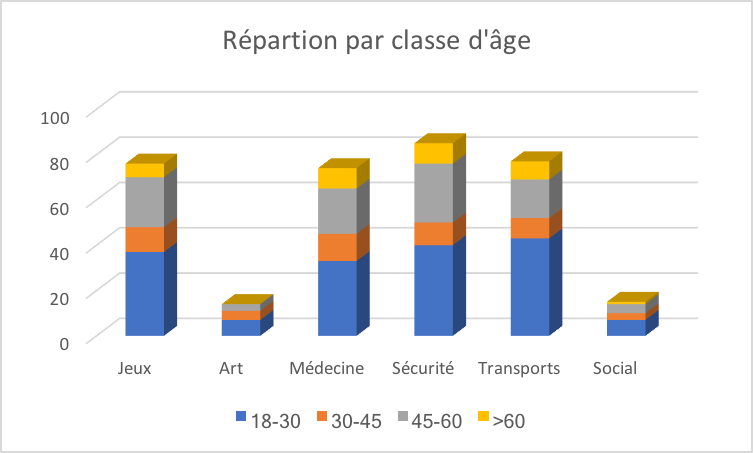 Répartion par classe d'âge
100
80
60
40
20
0
Jeux Art Médecine Sécurité Transports Social
18-30 30-45 45-60 >60